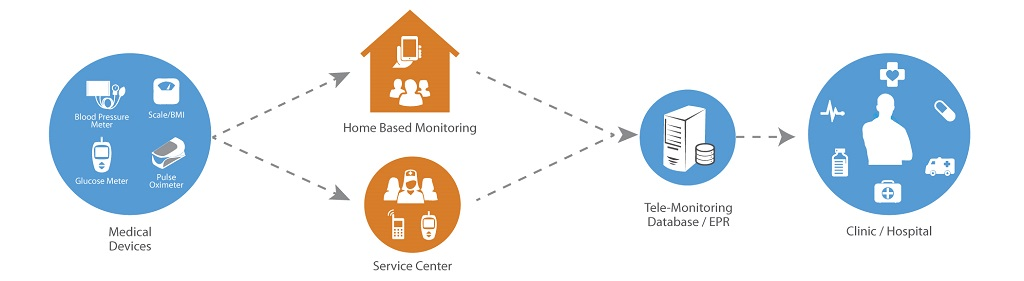 Blood Pressure
Meter
Scale/BMI
Glucose Meter
Pulse
Oximeter
Medical
Devices
Home Based Monitoring
Service Center
Tele-Monitoring
Database / EPR
Clinic / Hospital